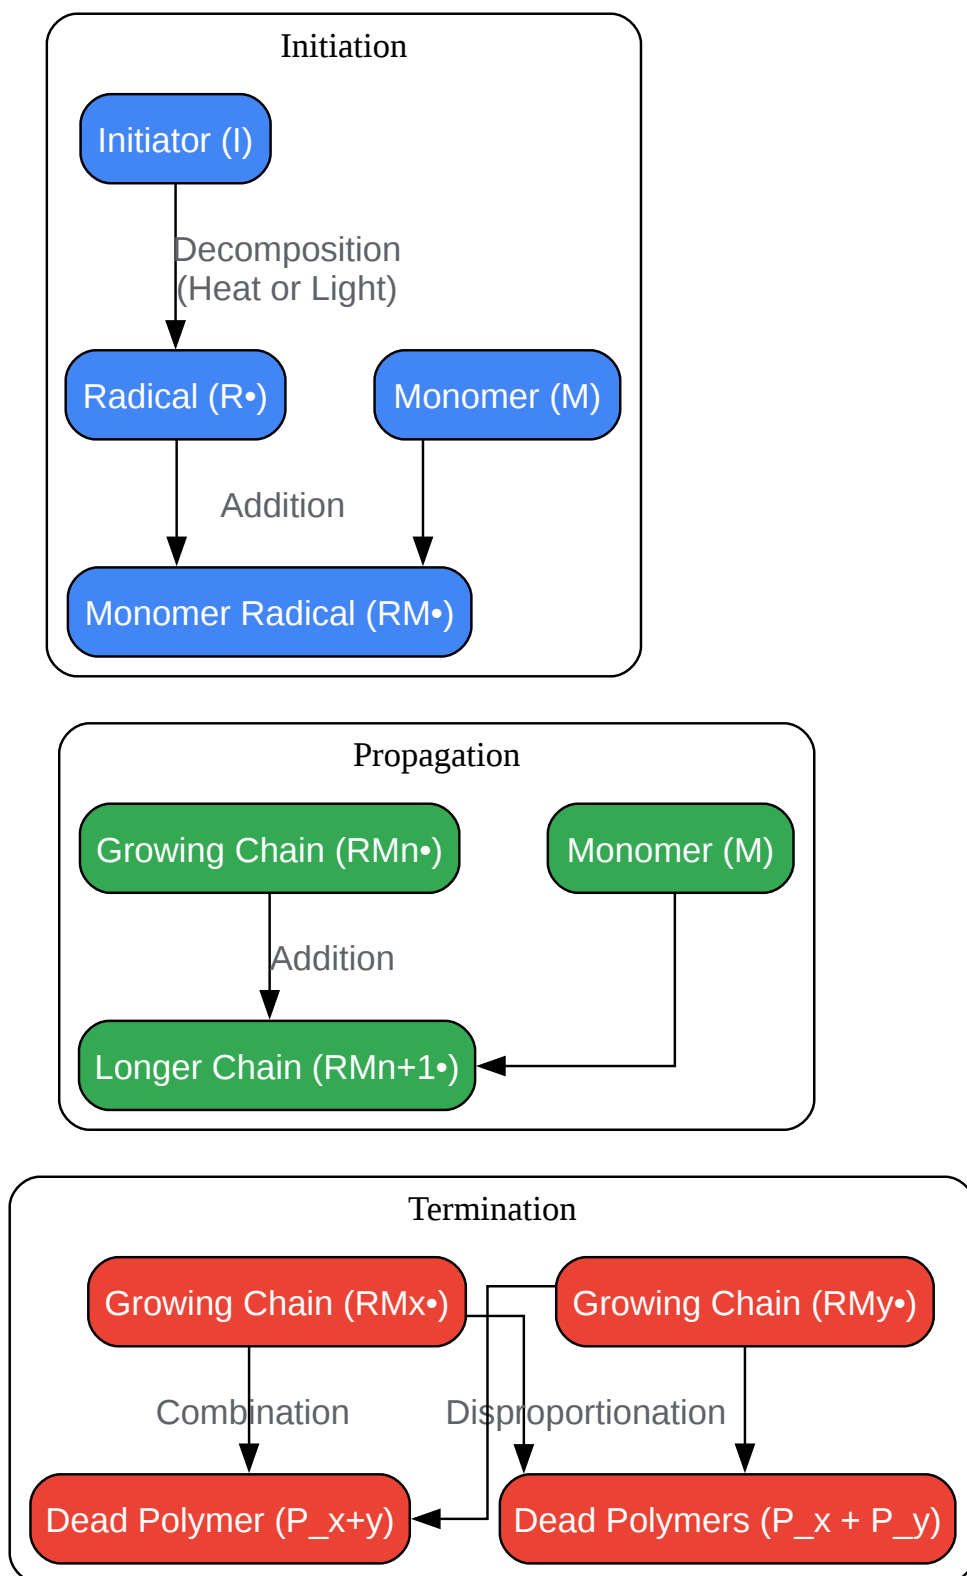 Initiation
Initiator (I)
Decomposition
(Heat or Light)
Radical (R•)
Monomer (M)
Addition
Monomer Radical (RM•)
Propagation
Growing Chain (RMn•)
Monomer (M)
Addition
Longer Chain (RMn+1•)
Termination
Growing Chain (RMx•)
Growing Chain (RMy•)
Combination
Disproportionation
Dead Polymer (P_x+y)
Dead Polymers (P_x + P_y)